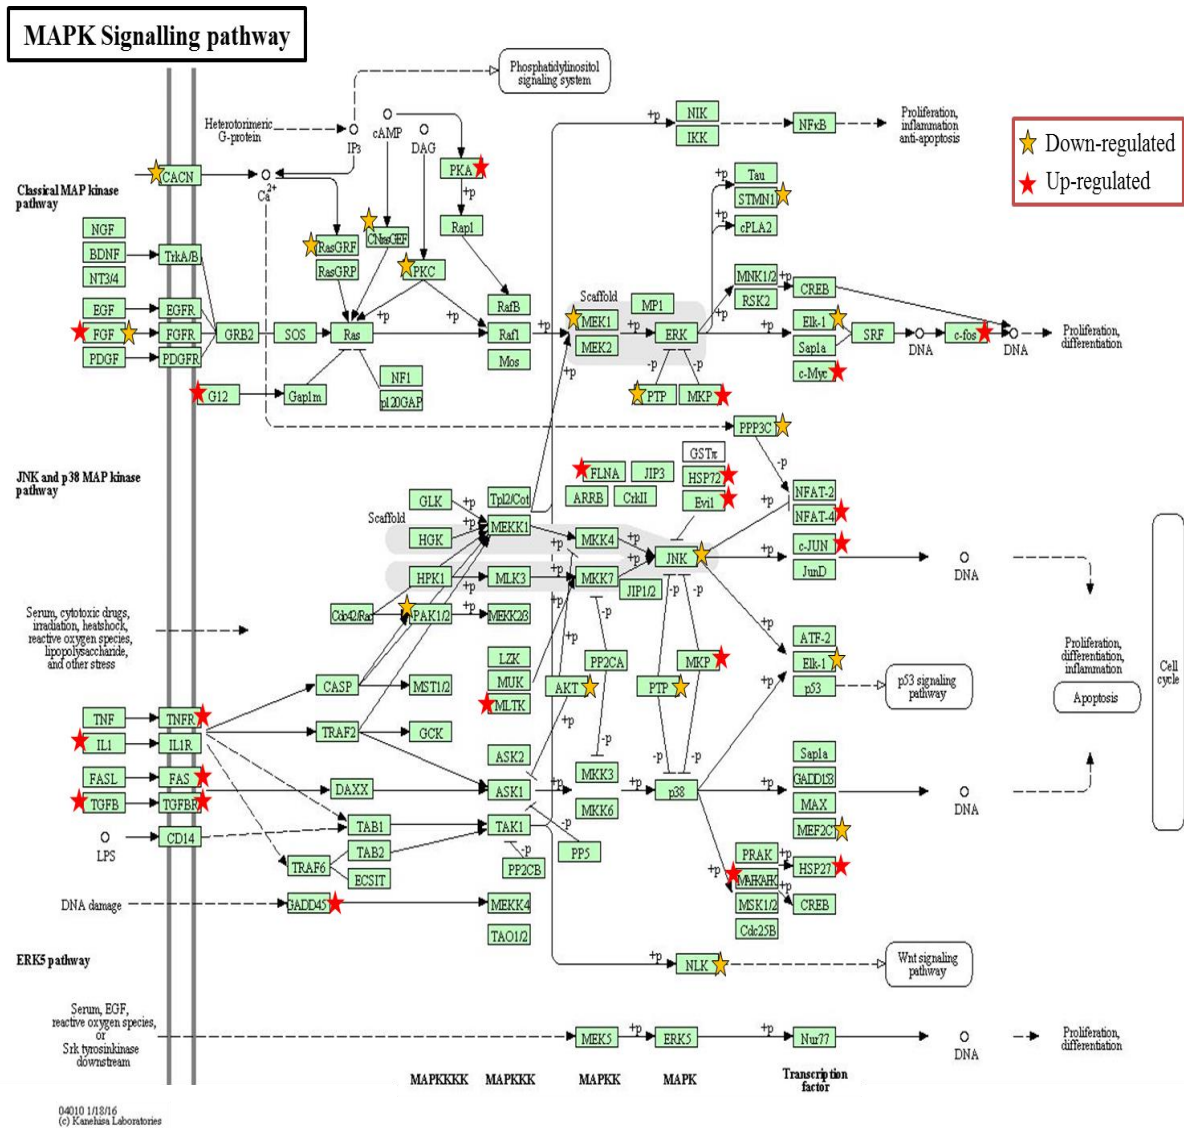 MAPK Signalling pathway
Phosphatidylinositol
signaling system
Heterotorimeric
G-protein
IP3
cAMP
DAG
NIK
IKK
+p
NFκB
Proliferation,
inflammation
anti-apoptosis
Down-regulated
Up-regulated
CACN
Ca2+
PKA
+p
Tau
STMN1
+p
cPLA2
+p
Classical MAP kinase
pathway
NGF
BDNF
NT3/4
TrkA/B
RasGRF
RasGRP
CNrasGEF
PKC
Rap1
EGF
EGFR
FGF
FGFR
PDGF
PDGFR
GRB2
SOS
Ras
+p
+p
RafB
Raf1
Mos
+p
Scaffold
MP1
MEK1
MEK2
+p
+p
ERK
MNK1/2
RSK2
+p
CREB
+p
Elk-1
Sap1a
c-Myc
SRF
DNA
c-fos
DNA
Proliferation,
differentiation
G12
Gap1m
NF1
p120GAP
-p
-p
PTP
MKP
PPP3C
-p
JNK and p38 MAP kinase
pathway
FLNA
JIP3
ARRB
CrkII
GSTπ
HSP72
Evi1
NFAT-2
NFAT-4
+p
c-JUN
JunD
+p
DNA
Scaffold
GLK
HGK
HPK1
+p
+p
+p
Tpl2/Cot
MEKK1
MLK3
+p
+p
MKK4
MKK7
+p
+p
JNK
JIP1/2
Serum, cytotoxic drugs,
irradiation, heatshock,
reactive oxygen species,
lipopolysaccharide,
and other stress
Cdc42/Rac
PAK1/2
+p
MEKK2/3
LZK
MUK
MLTK
+p
PP2CA
-p
-p
-p
MKP
AKT
PTP
+p
ATF-2
Elk-1
p53
+p
p53 signaling
pathway
Proliferation,
differentiation,
inflammation
Apoptosis
Cell
cycle
CASP
MST1/2
TNF
TNFR
TRAF2
GCK
IL1
IL1R
+p
FASL
FAS
DAXX
ASK2
ASK1
+p
-p
MKK3
MKK6
+p
-p
-p
p38
+p
Sap1a
GADD153
MAX
MEF2C
DNA
TGFB
TGFBR
LPS
CD14
TAB1
TAB2
ECSIT
TRAF6
TAK1
-p
PP2CB
-p
PP5
+p
PRAK
+p
MAPKAPK
+p
MSK1/2
Cdc25B
HSP27
CREB
DNA damage
GADD45
MEKK4
TAO1/2
ERK5 pathway
+p
NLK
Wnt signaling
pathway
Serum, EGF,
reactive oxygen species,
or
Srk tyrosinkinase
downstream
MEK5
+p
ERK5
+p
Nur77
DNA
Proliferation,
differentiation
MAPKKKK
MAPKKK
MAPKK
MAPK
Transcription
factor
04010 1/18/16
(c) Kanehisa Laboratories